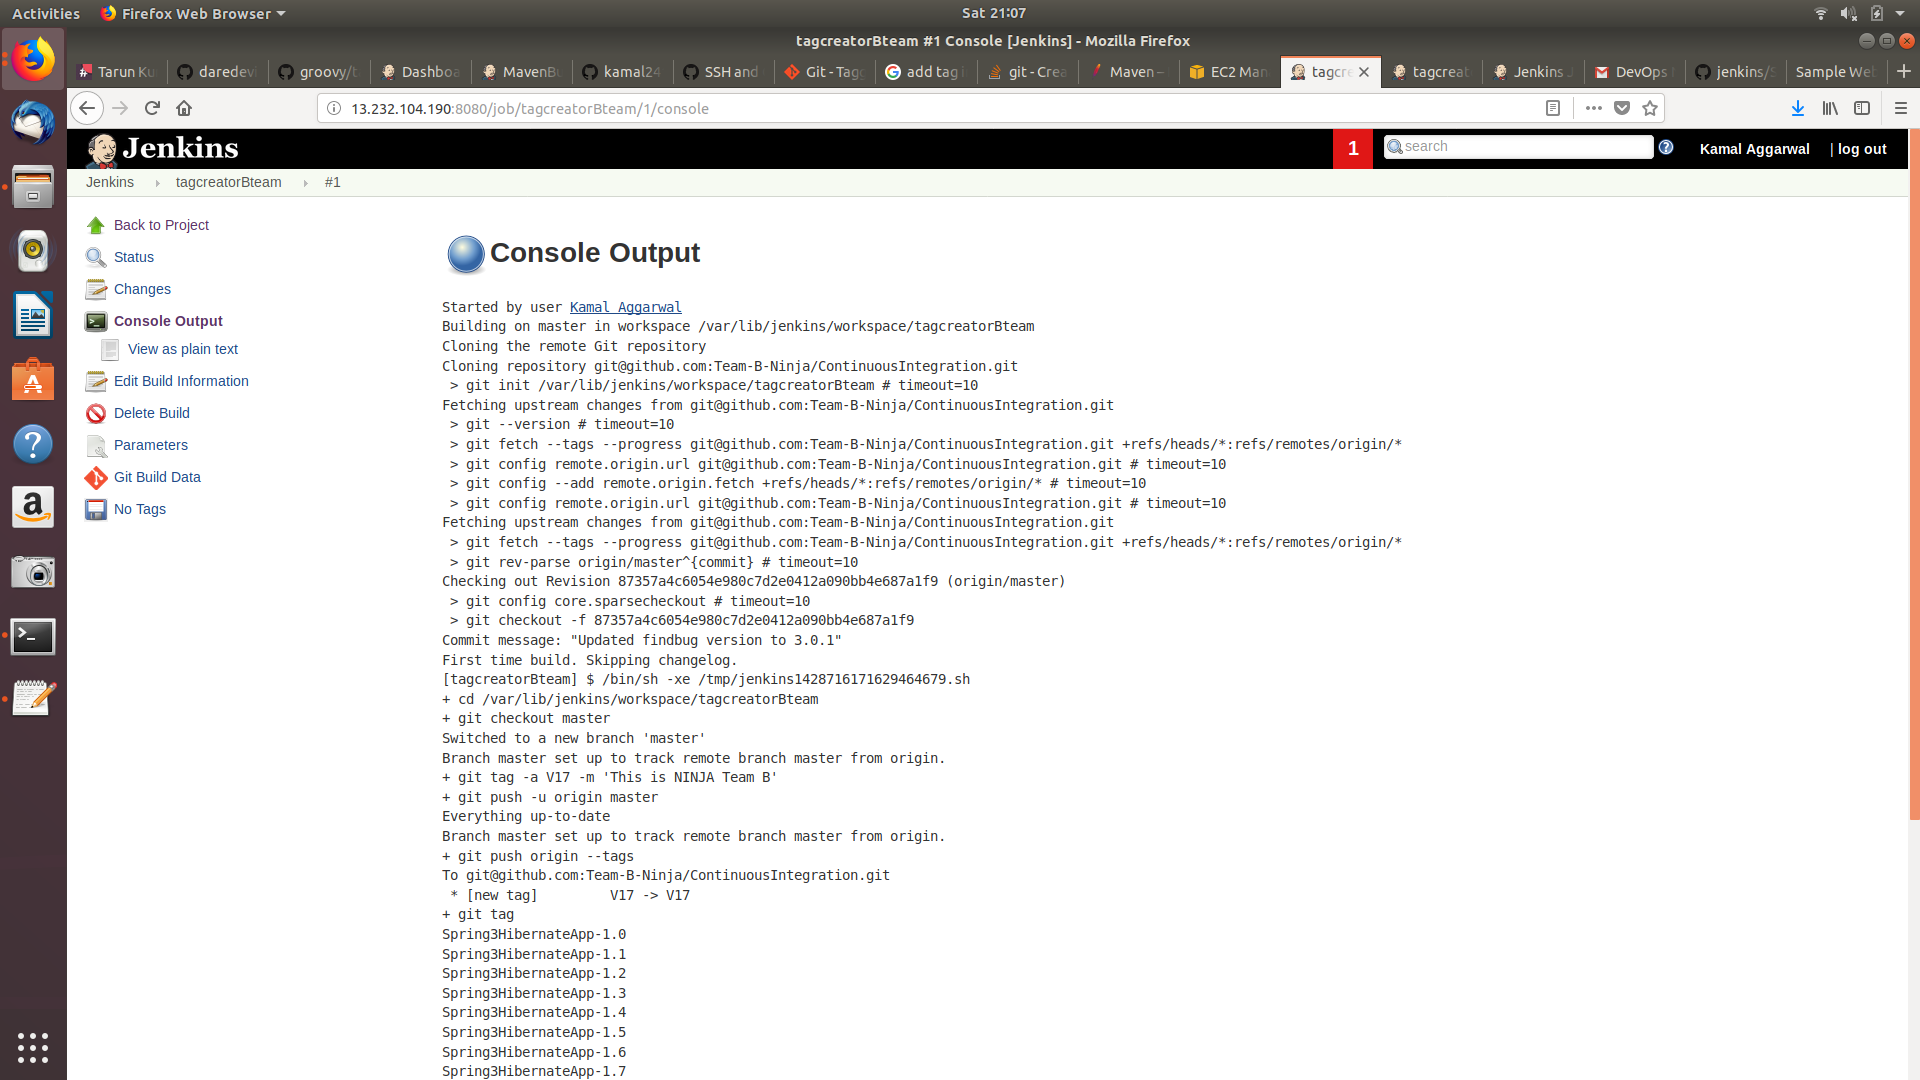 Activities Firefox Web Browser Sat 21:07
tagcreatorBteam #1 Console [Jenkins] - Mozilla Firefox
Tarun Ku daredevi groovy/t Dashboa MavenBu kamal24 SSH and Git - Tagg add tag i git - Crea Maven – EC2 Man tagcre tagcreat Jenkins DevOps jenkins/S Sample We
13.232.104.190:8080/job/tagcreatorBteam/1/console
Jenkins 1 search Kamal Aggarwal | log out
Jenkins tagcreatorBteam #1
Back to Project
Status
Changes
Console Output
View as plain text
Edit Build Information
Delete Build
Parameters
Git Build Data
No Tags
Console Output
Started by user Kamal Aggarwal
Building on master in workspace /var/lib/jenkins/workspace/tagcreatorBteam
Cloning the remote Git repository
Cloning repository git@github.com:Team-B-Ninja/ContinuousIntegration.git
> git init /var/lib/jenkins/workspace/tagcreatorBteam # timeout=10
Fetching upstream changes from git@github.com:Team-B-Ninja/ContinuousIntegration.git
> git --version # timeout=10
> git fetch --tags --progress git@github.com:Team-B-Ninja/ContinuousIntegration.git +refs/heads/*:refs/remotes/origin/*
> git config remote.origin.url git@github.com:Team-B-Ninja/ContinuousIntegration.git # timeout=10
> git config --add remote.origin.fetch +refs/heads/*:refs/remotes/origin/* # timeout=10
> git config remote.origin.url git@github.com:Team-B-Ninja/ContinuousIntegration.git # timeout=10
Fetching upstream changes from git@github.com:Team-B-Ninja/ContinuousIntegration.git
> git fetch --tags --progress git@github.com:Team-B-Ninja/ContinuousIntegration.git +refs/heads/*:refs/remotes/origin/*
> git rev-parse origin/master^{commit} # timeout=10
Checking out Revision 87357a4c6054e980c7d2e0412a090bb4e687a1f9 (origin/master)
> git config core.sparsecheckout # timeout=10
> git checkout -f 87357a4c6054e980c7d2e0412a090bb4e687a1f9
Commit message: "Updated findbug version to 3.0.1"
First time build. Skipping changelog.
[tagcreatorBteam] $ /bin/sh -xe /tmp/jenkins1428716171629464679.sh
+ cd /var/lib/jenkins/workspace/tagcreatorBteam
+ git checkout master
Switched to a new branch 'master'
Branch master set up to track remote branch master from origin.
+ git tag -a V17 -m 'This is NINJA Team B'
+ git push -u origin master
Everything up-to-date
Branch master set up to track remote branch master from origin.
+ git push origin --tags
To git@github.com:Team-B-Ninja/ContinuousIntegration.git
* [new tag] V17 -> V17
+ git tag
Spring3HibernateApp-1.0
Spring3HibernateApp-1.1
Spring3HibernateApp-1.2
Spring3HibernateApp-1.3
Spring3HibernateApp-1.4
Spring3HibernateApp-1.5
Spring3HibernateApp-1.6
Spring3HibernateApp-1.7